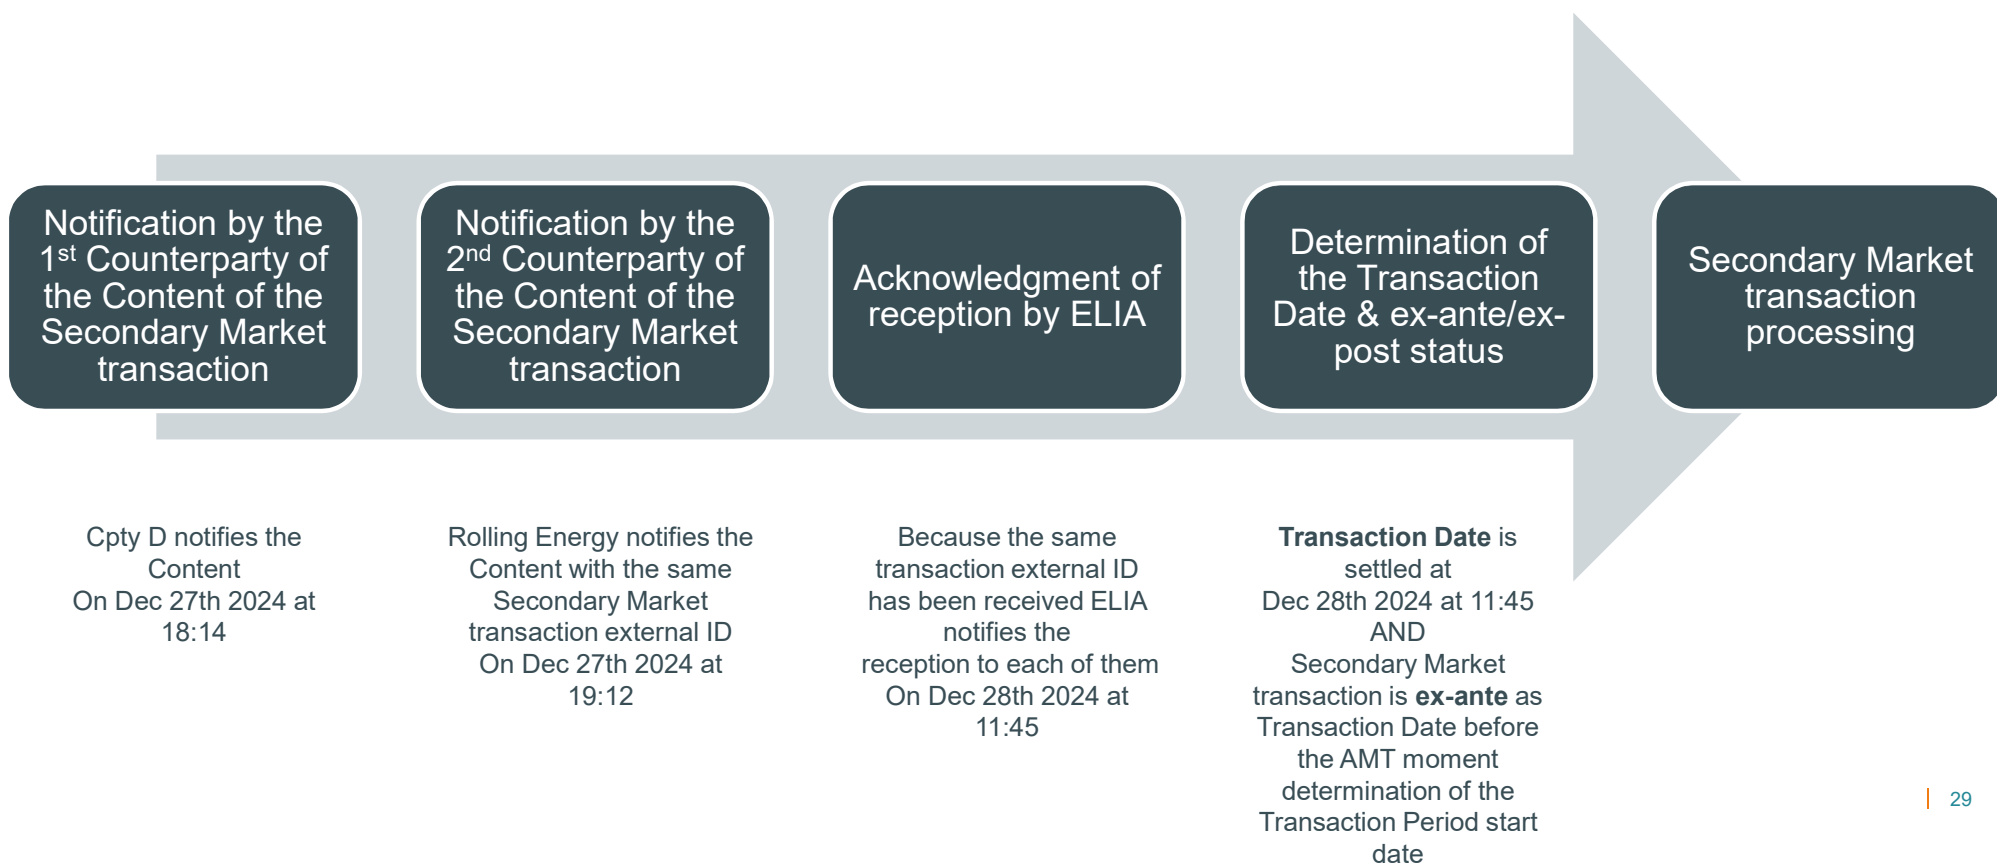 Notification by the
1st Counterparty of
the Content of the
Secondary Market
transaction
Notification by the
2nd Counterparty of
the Content of the
Secondary Market
transaction
Acknowledgment of
reception by ELIA
Determination of
the Transaction
Date & ex-ante/ex-
post status
Secondary Market
transaction
processing
Cpty D notifies the
Content
On Dec 27th 2024 at
18:14
Rolling Energy notifies the
Content with the same
Secondary Market
transaction external ID
On Dec 27th 2024 at
19:12
Because the same
transaction external ID
has been received ELIA
notifies the
reception to each of them
On Dec 28th 2024 at
11:45
Transaction Date is
settled at
Dec 28th 2024 at 11:45
AND
Secondary Market
transaction is ex-ante as
Transaction Date before
the AMT moment
determination of the
Transaction Period start
date
29